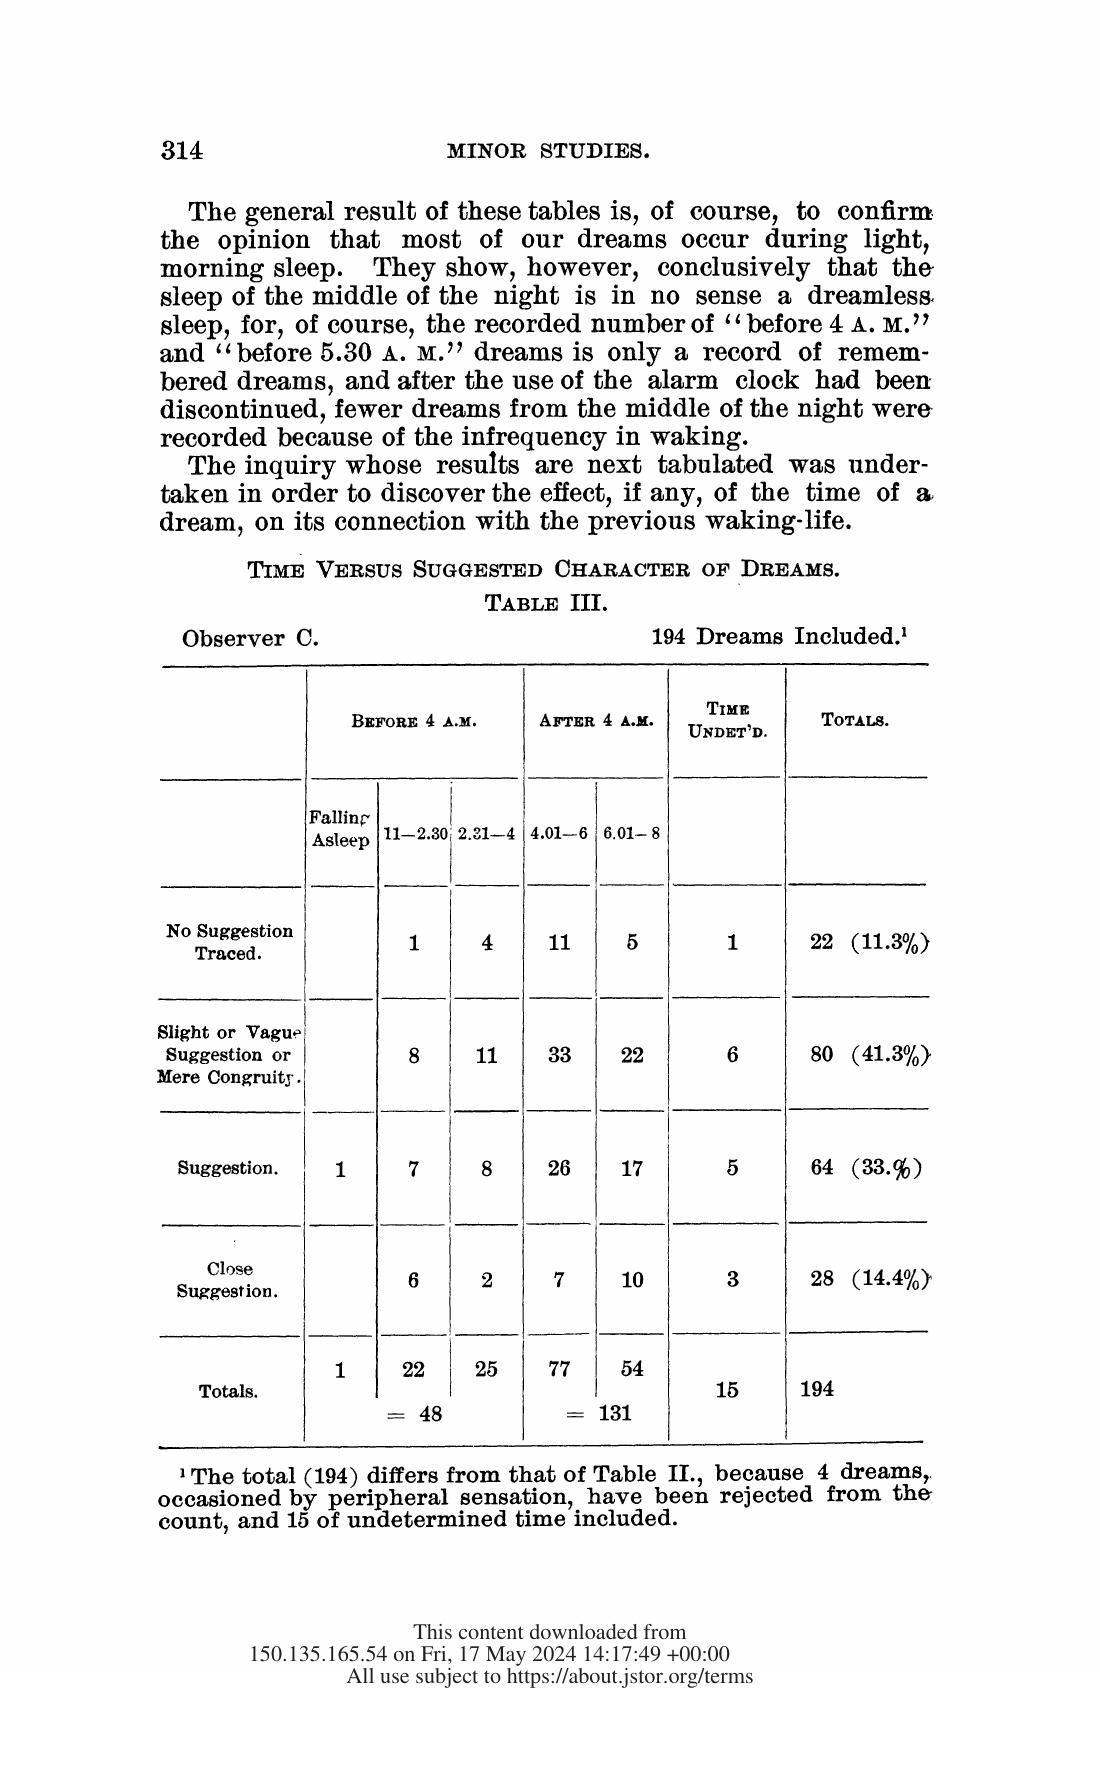 314 MINOR STUDIES.
The general result of these tables is, of course, to confirm
the opinion that most of our dreams occur during light,
morning sleep. They show, however, conclusively that the
sleep of the middle of the night is in no sense a dreamless
sleep, for, of course, the recorded number of “before 4 A. M.”
and “before 5.30 A. M.” dreams is only a record of remem-
bered dreams, and after the use of the alarm clock had been
discontinued, fewer dreams from the middle of the night were
recorded because of the infrequency in waking.
The inquiry whose results are next tabulated was under-
taken in order to discover the effect, if any, of the time of a
dream, on its connection with the previous waking-life.
TIME VERSUS SUGGESTED CHARACTER OF DREAMS.
TABLE III.
Observer C. 194 Dreams Included.¹
BEFORE 4 A.M. AFTER 4 A.M. TIME UNDET'D. TOTALS.
Falling Asleep 11—2.30 2.31—4 4.01—6 6.01—8
No Suggestion Traced. 1 4 11 5 1 22 (11.3%)
Slight or Vague Suggestion or Mere Congruity. 8 11 33 22 6 80 (41.3%)
Suggestion. 1 7 8 26 17 5 64 (33.%)
Close Suggestion. 6 2 7 10 3 28 (14.4%)
Totals. 1 22 25 77 54 15 194
= 48 = 131
¹ The total (194) differs from that of Table II., because 4 dreams,
occasioned by peripheral sensation, have been rejected from the
count, and 15 of undetermined time included.
This content downloaded from
150.135.165.54 on Fri, 17 May 2024 14:17:49 +00:00
All use subject to https://about.jstor.org/terms